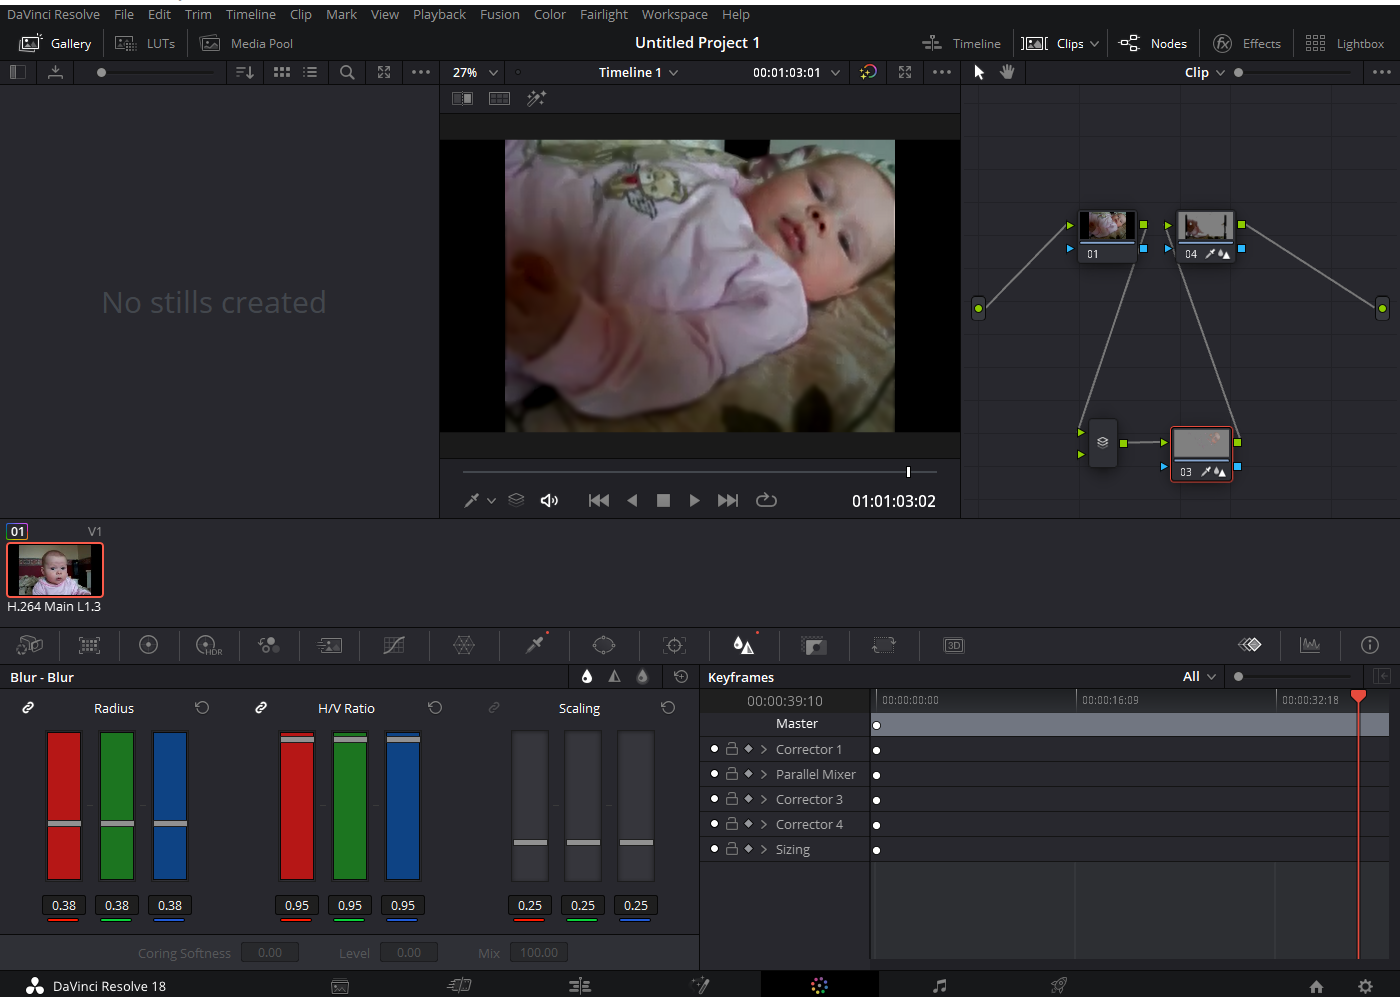 DaVinci Resolve File Edit Trim Timeline Clip Mark View Playback Fusion Color Fairlight Workspace Help
Gallery LUTs Media Pool Untitled Project 1 Timeline Clips Nodes Effects Lightbox
27% Timeline 1 00:01:03:01 Clip
No stills created
01 04
03
01:01:03:02
01 V1
H.264 Main L1.3
HDR 3D
Blur - Blur
Radius H/V Ratio Scaling
0.38 0.38 0.38 0.95 0.95 0.95 0.25 0.25 0.25
Coring Softness 0.00 Level 0.00 Mix 100.00
Keyframes All
00:00:39:10 00:00:00:00 00:00:16:09 00:00:32:18
Master
Corrector 1
Parallel Mixer
Corrector 3
Corrector 4
Sizing
DaVinci Resolve 18